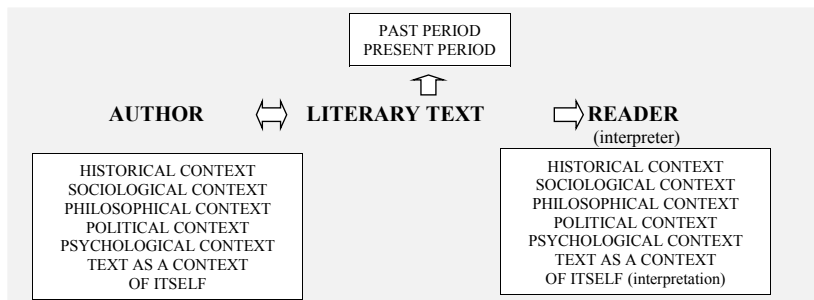 PAST PERIOD
PRESENT PERIOD
AUTHOR
LITERARY TEXT
READER
(interpreter)
HISTORICAL CONTEXT
SOCIOLOGICAL CONTEXT
PHILOSOPHICAL CONTEXT
POLITICAL CONTEXT
PSYCHOLOGICAL CONTEXT
TEXT AS A CONTEXT
OF ITSELF
HISTORICAL CONTEXT
SOCIOLOGICAL CONTEXT
PHILOSOPHICAL CONTEXT
POLITICAL CONTEXT
PSYCHOLOGICAL CONTEXT
TEXT AS A CONTEXT
OF ITSELF (interpretation)